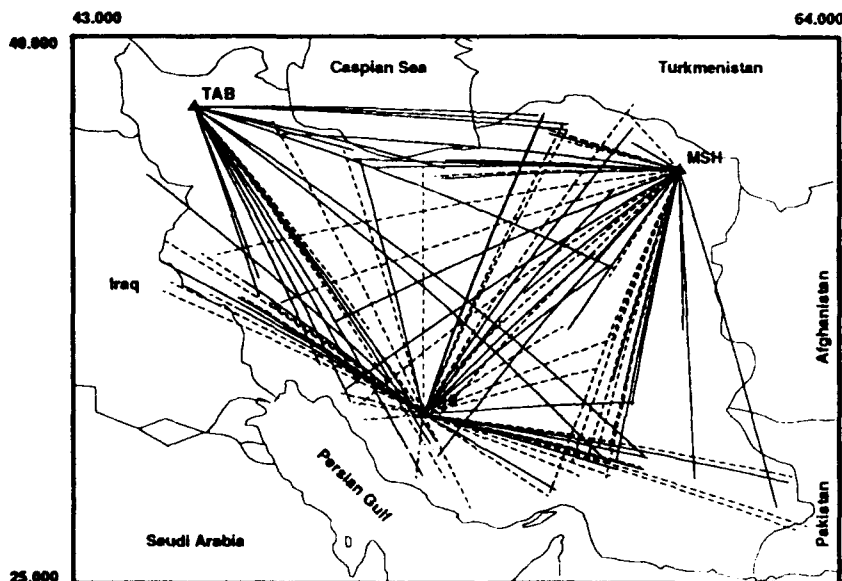 43.000
64.000
40.000
Caspian Sea
Turkmenistan
TAB
MSH
Iraq
Afghanistan
Persian Gulf
Pakistan
Saudi Arabia
25.000